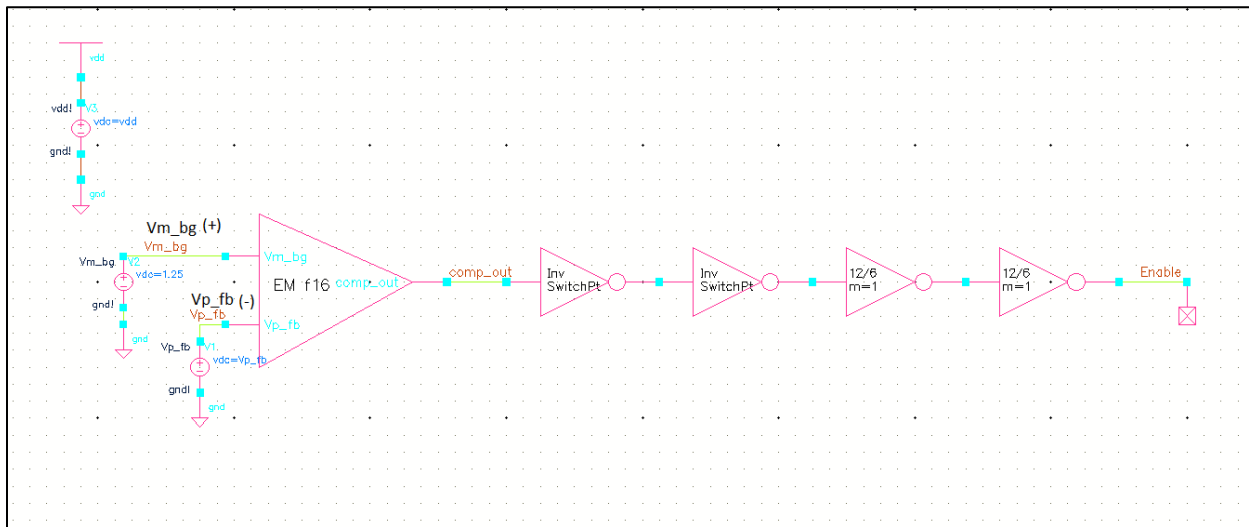 vdd
vdd!
V3
vdc=vdd
gnd!
gnd
Vm_bg (+)
Vm_bg
Vm_bg
V2
vdc=1.25
gnd!
gnd
Vp_fb (-)
Vp_fb
Vp_fb
V1
vdc=Vp_fb
gnd!
gnd
Vm_bg
EM f16
comp_out
Vp_fb
comp_out
Inv
SwitchPt
Inv
SwitchPt
12/6
m=1
12/6
m=1
Enable